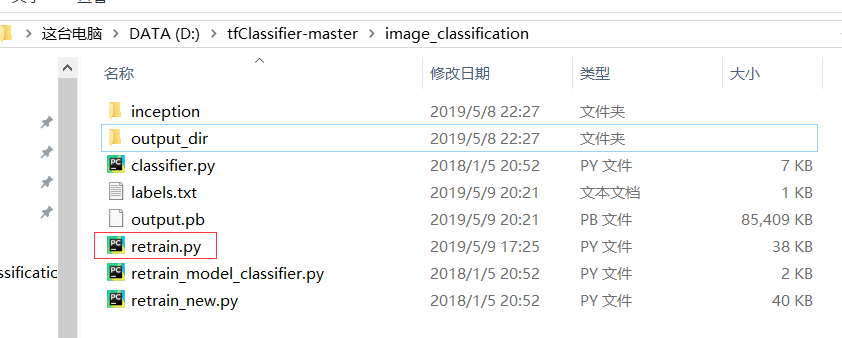 这台电脑 DATA (D:) tfClassifier-master image_classification
名称 修改日期 类型 大小
inception 2019/5/8 22:27 文件夹
output_dir 2019/5/8 22:27 文件夹
classifier.py 2018/1/5 20:52 PY 文件 7 KB
labels.txt 2019/5/9 20:21 文本文档 1 KB
output.pb 2019/5/9 20:21 PB 文件 85,409 KB
retrain.py 2019/5/9 17:25 PY 文件 38 KB
ssificatic
retrain_model_classifier.py 2018/1/5 20:52 PY 文件 2 KB
retrain_new.py 2018/1/5 20:52 PY 文件 40 KB